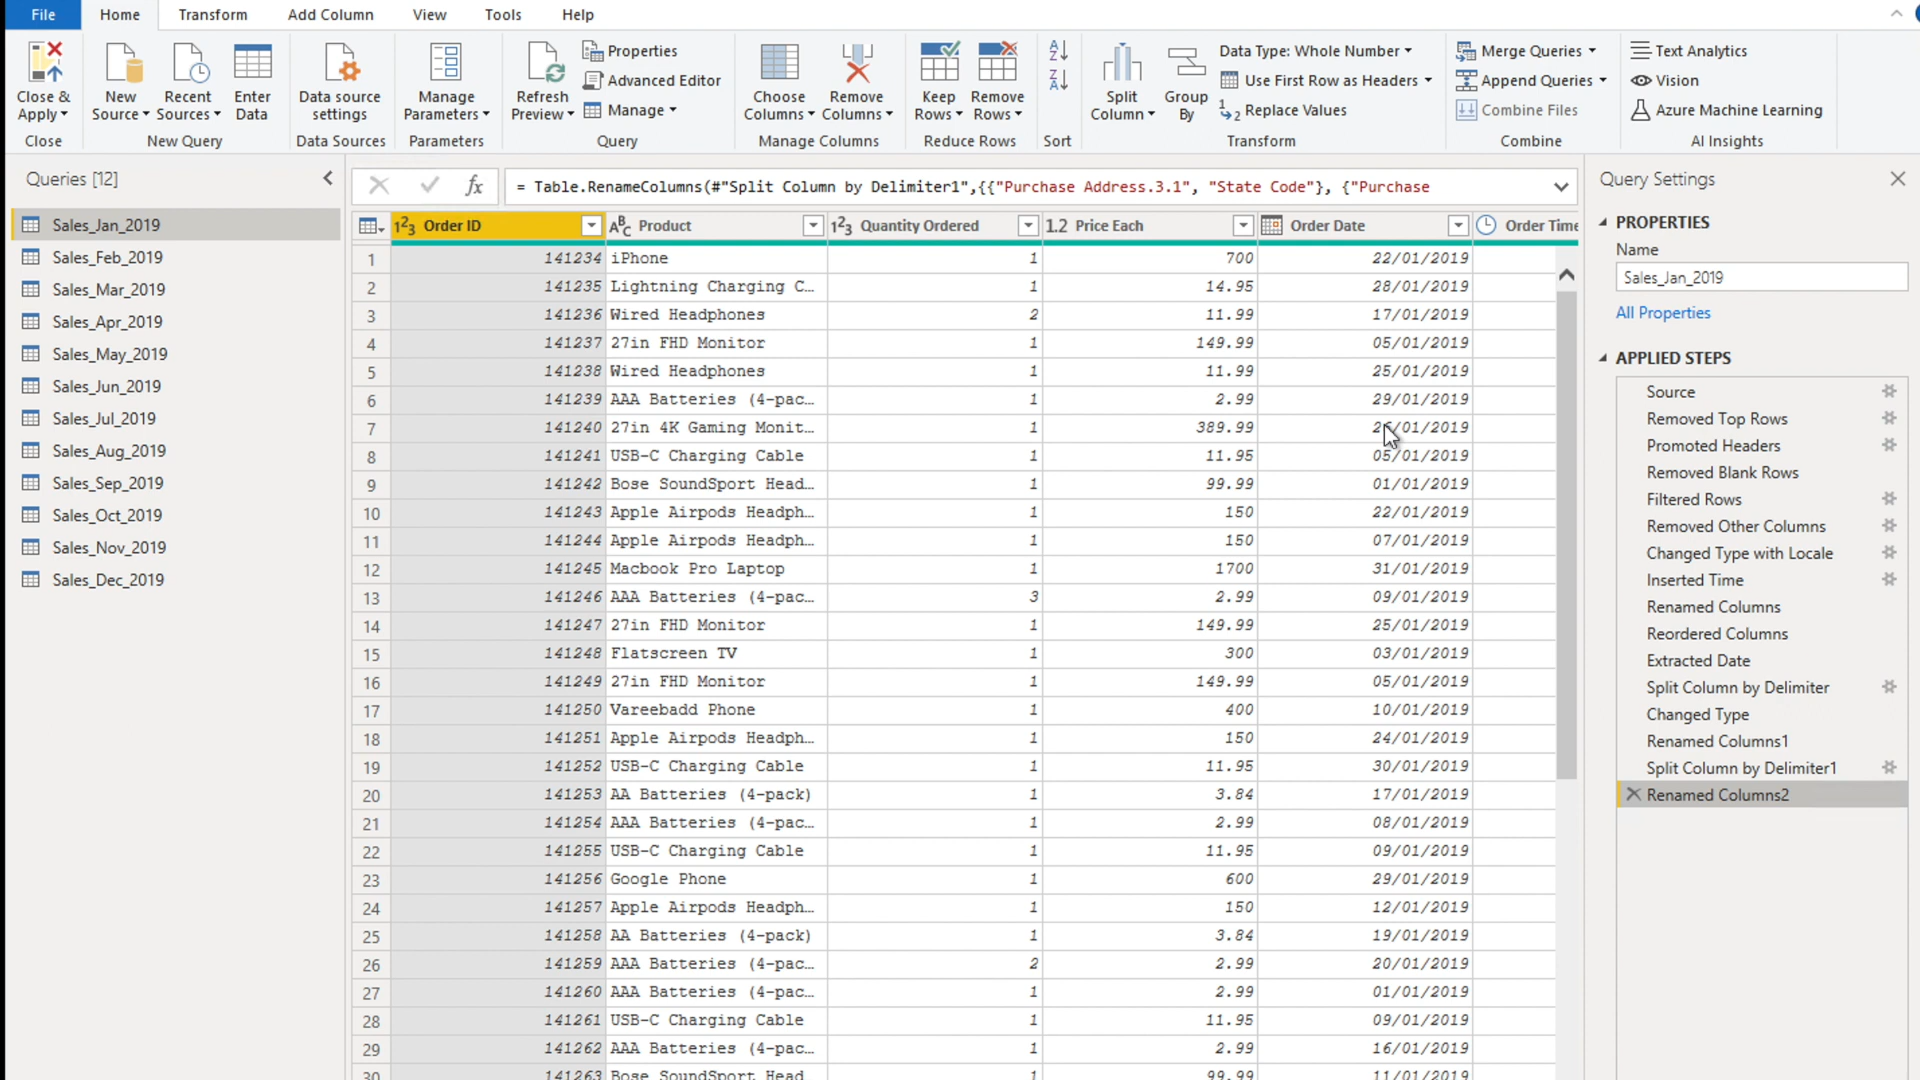 File Home Transform Add Column View Tools Help
Close & Apply
New Source
Recent Sources
Enter Data
Data source settings
Manage Parameters
Refresh Preview
Properties
Advanced Editor
Manage
Choose Columns
Remove Columns
Keep Rows
Remove Rows
Split Column
Group By
Data Type: Whole Number
Use First Row as Headers
Replace Values
Merge Queries
Append Queries
Combine Files
Text Analytics
Vision
Azure Machine Learning
Close New Query Data Sources Parameters Query Manage Columns Reduce Rows Sort Transform Combine AI Insights
Queries [12]
Sales_Jan_2019
Sales_Feb_2019
Sales_Mar_2019
Sales_Apr_2019
Sales_May_2019
Sales_Jun_2019
Sales_Jul_2019
Sales_Aug_2019
Sales_Sep_2019
Sales_Oct_2019
Sales_Nov_2019
Sales_Dec_2019
= Table.RenameColumns(#"Split Column by Delimiter1",{{"Purchase Address.3.1", "State Code"}, {"Purchase
Order ID Product Quantity Ordered Price Each Order Date Order Time
1 141234 iPhone 1 700 22/01/2019
2 141235 Lightning Charging C... 1 14.95 28/01/2019
3 141236 Wired Headphones 2 11.99 17/01/2019
4 141237 27in FHD Monitor 1 149.99 05/01/2019
5 141238 Wired Headphones 1 11.99 25/01/2019
6 141239 AAA Batteries (4-pac... 1 2.99 29/01/2019
7 141240 27in 4K Gaming Monit... 1 389.99 26/01/2019
8 141241 USB-C Charging Cable 1 11.95 05/01/2019
9 141242 Bose SoundSport Head... 1 99.99 01/01/2019
10 141243 Apple Airpods Headph... 1 150 22/01/2019
11 141244 Apple Airpods Headph... 1 150 07/01/2019
12 141245 Macbook Pro Laptop 1 1700 31/01/2019
13 141246 AAA Batteries (4-pac... 3 2.99 09/01/2019
14 141247 27in FHD Monitor 1 149.99 25/01/2019
15 141248 Flatscreen TV 1 300 03/01/2019
16 141249 27in FHD Monitor 1 149.99 05/01/2019
17 141250 Vareebadd Phone 1 400 10/01/2019
18 141251 Apple Airpods Headph... 1 150 24/01/2019
19 141252 USB-C Charging Cable 1 11.95 30/01/2019
20 141253 AA Batteries (4-pack) 1 3.84 17/01/2019
21 141254 AAA Batteries (4-pac... 1 2.99 08/01/2019
22 141255 USB-C Charging Cable 1 11.95 09/01/2019
23 141256 Google Phone 1 600 29/01/2019
24 141257 Apple Airpods Headph... 1 150 12/01/2019
25 141258 AA Batteries (4-pack) 1 3.84 19/01/2019
26 141259 AAA Batteries (4-pac... 2 2.99 20/01/2019
27 141260 AAA Batteries (4-pac... 1 2.99 01/01/2019
28 141261 USB-C Charging Cable 1 11.95 09/01/2019
29 141262 AAA Batteries (4-pac... 1 2.99 16/01/2019
30 141263 Bose SoundSport Head 1 99.99 11/01/2019
Query Settings
PROPERTIES
Name
Sales_Jan_2019
All Properties
APPLIED STEPS
Source
Removed Top Rows
Promoted Headers
Removed Blank Rows
Filtered Rows
Removed Other Columns
Changed Type with Locale
Inserted Time
Renamed Columns
Reordered Columns
Extracted Date
Split Column by Delimiter
Changed Type
Renamed Columns1
Split Column by Delimiter1
Renamed Columns2